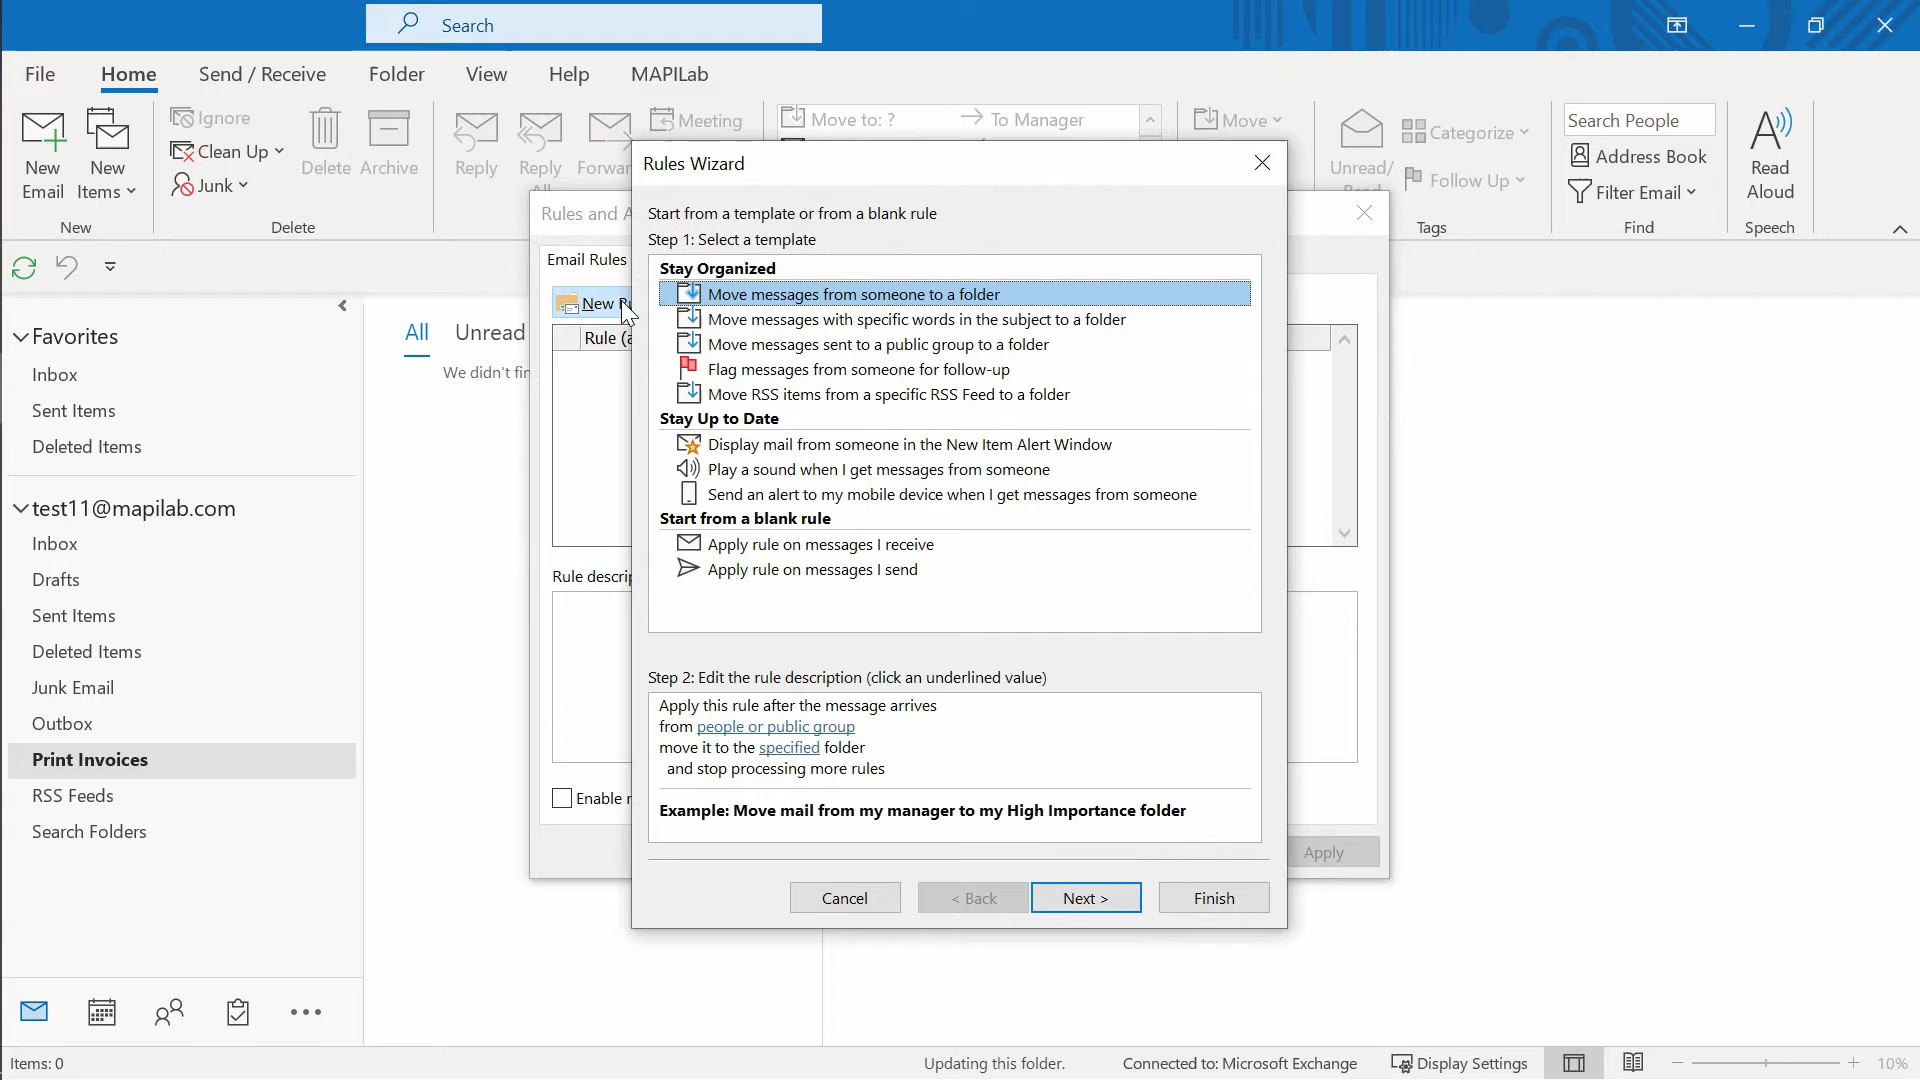 Search
File Home Send / Receive Folder View Help MAPILab
New Email
New Items
Ignore
Clean Up
Junk
Delete
Archive
Reply
Reply
Meeting
Move to: ?
To Manager
Move
Categorize
Follow Up
Search People
Address Book
Filter Email
Read Aloud
New
Delete
Tags
Find
Speech
Favorites
Inbox
Sent Items
Deleted Items
test11@mapilab.com
Inbox
Drafts
Sent Items
Deleted Items
Junk Email
Outbox
Print Invoices
RSS Feeds
Search Folders
All Unread
Rules and
Email Rules
New
Rule
Apply
Rules Wizard
Start from a template or from a blank rule
Step 1: Select a template
Stay Organized
Move messages from someone to a folder
Move messages with specific words in the subject to a folder
Move messages sent to a public group to a folder
Flag messages from someone for follow-up
Move RSS items from a specific RSS Feed to a folder
Stay Up to Date
Display mail from someone in the New Item Alert Window
Play a sound when I get messages from someone
Send an alert to my mobile device when I get messages from someone
Start from a blank rule
Apply rule on messages I receive
Apply rule on messages I send
Step 2: Edit the rule description (click an underlined value)
Apply this rule after the message arrives
from people or public group
move it to the specified folder
and stop processing more rules
Example: Move mail from my manager to my High Importance folder
Cancel < Back Next > Finish
Items: 0 Updating this folder. Connected to: Microsoft Exchange Display Settings 10%